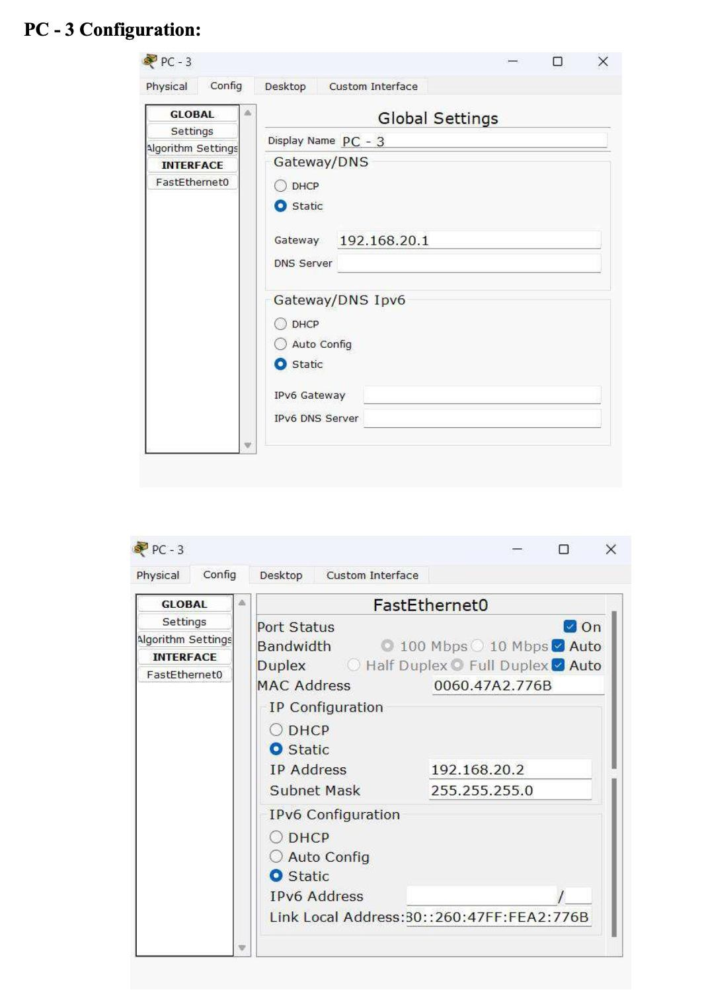 PC - 3 Configuration:
PC - 3
Physical Config Desktop Custom Interface
GLOBAL
Settings
Algorithm Settings
INTERFACE
FastEthernet0
Global Settings
Display Name PC - 3
Gateway/DNS
DHCP
Static
Gateway 192.168.20.1
DNS Server
Gateway/DNS Ipv6
DHCP
Auto Config
Static
IPv6 Gateway
IPv6 DNS Server
PC - 3
Physical Config Desktop Custom Interface
GLOBAL
Settings
Algorithm Settings
INTERFACE
FastEthernet0
FastEthernet0
Port Status On
Bandwidth 100 Mbps 10 Mbps Auto
Duplex Half Duplex Full Duplex Auto
MAC Address 0060.47A2.776B
IP Configuration
DHCP
Static
IP Address 192.168.20.2
Subnet Mask 255.255.255.0
IPv6 Configuration
DHCP
Auto Config
Static
IPv6 Address /
Link Local Address: 80::260:47FF:FEA2:776B